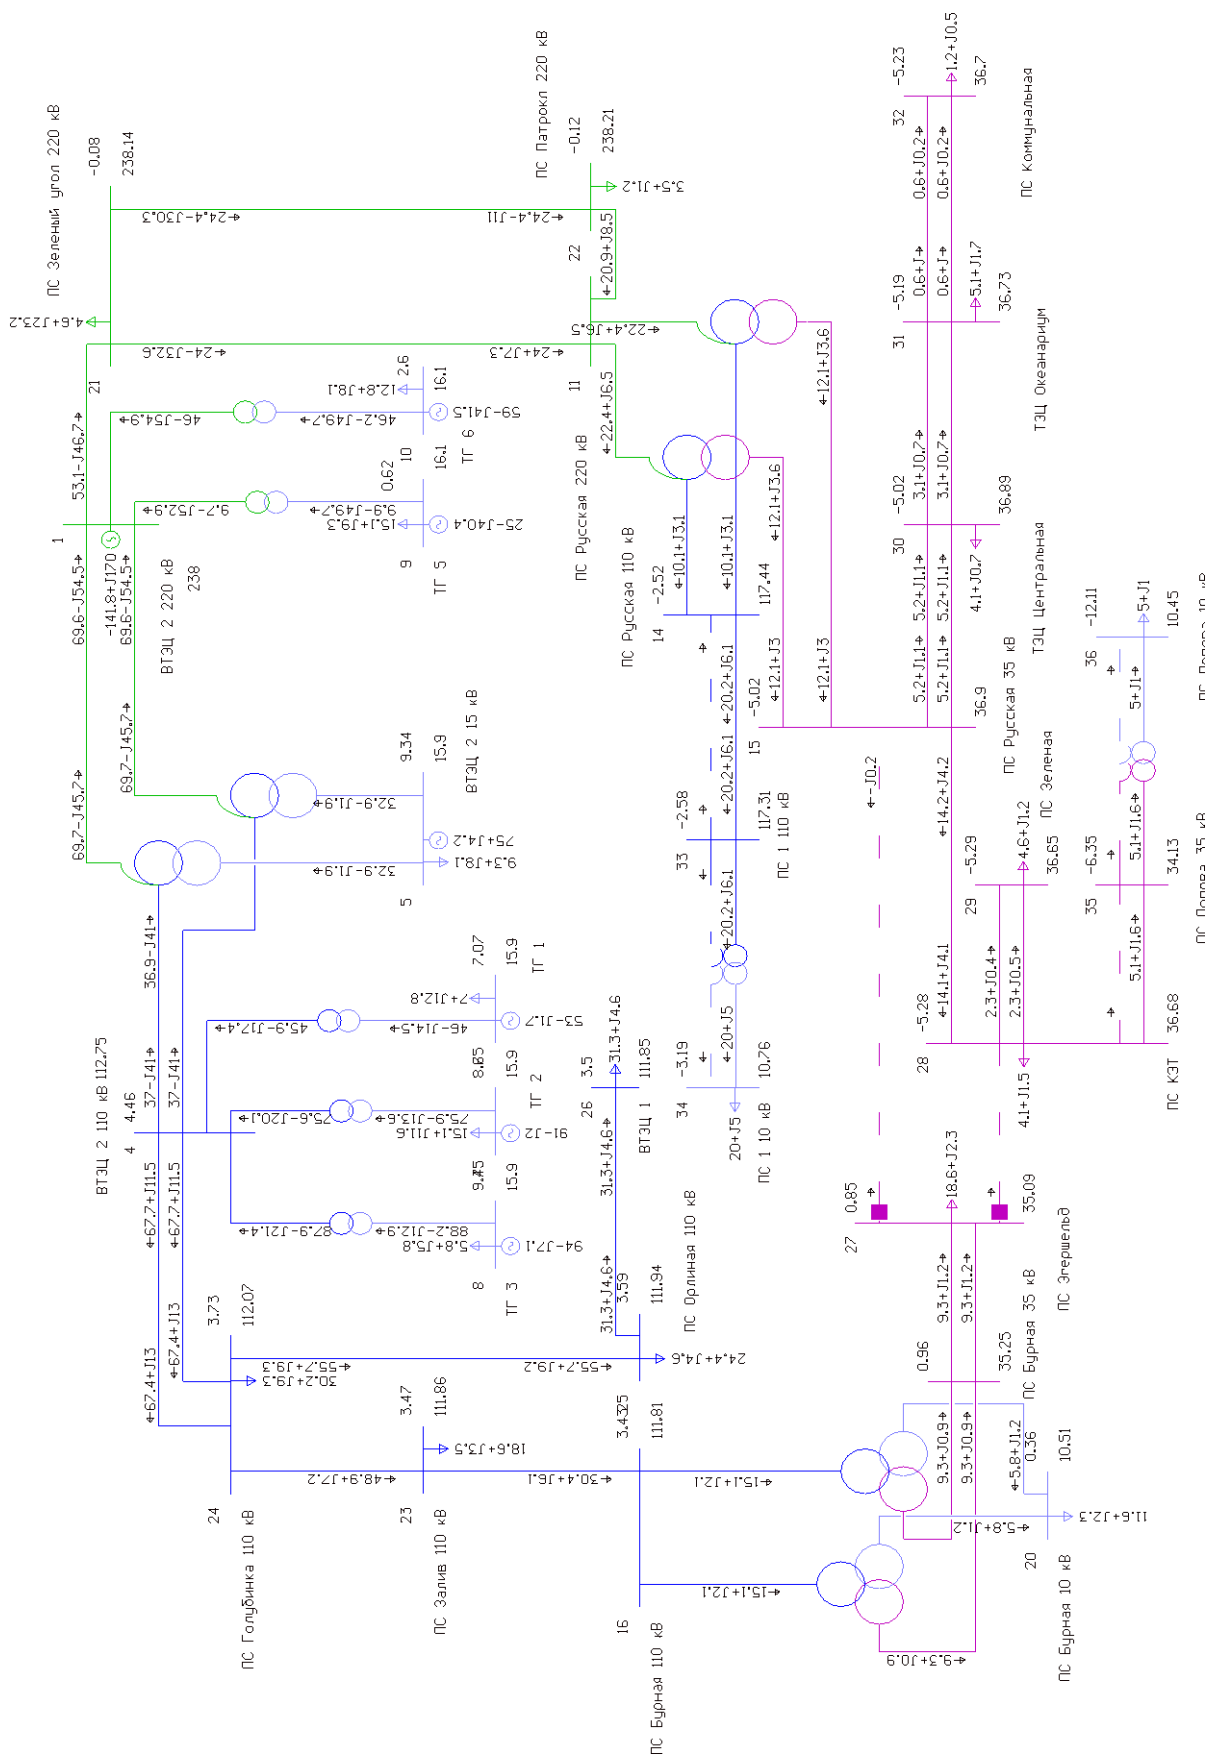 ПС Зеленый угол 220 кВ
-0.08
238.14
4.6+J23.2
21
24.4-J30.3
ПС Патрокл 220 кВ
-0.12
238.21
3.5+J1.2
22
24.4-J11
20.9+J8.5
24-J32.6
24+J7.3
22.4+J6.5
22.4+J6.5
11
ПС Русская 220 кВ
1
53.1-J46.7
69.6-J54.5
69.6-J54.5
-141.8+J170
238
ВТЭЦ 2 220 кВ
46-J54.9
46.2-J49.7
2.6
12.8+J8.1
16.1
59-J41.5
10
ТГ 6
9.7-J52.9
9.9-J49.7
0.62
15.1+J9.3
16.1
25-J40.4
9
ТГ 5
69.7-J45.7
69.7-J45.7
32.9-J1.9
32.9-J1.9
9.34
15.9
ВТЭЦ 2 15 кВ
75+J4.2
9.3+J8.1
5
36.9-J41
37-J41
37-J41
ВТЭЦ 2 110 кВ
112.75
4.46
4
45.9-J17.4
46-J14.5
7.07
7+J12.8
15.9
ТГ 1
53-J1.7
75.6-J20.1
75.9-J13.6
15.9
ТГ 2
15.1+J11.6
91-J2
87.9-J21.4
88.2-J12.9
15.9
5.8+J5.8
94-J7.1
8
ТГ 3
67.7+J11.5
67.7+J11.5
67.4+J13
67.4+J13
3.73
112.07
30.2+J9.3
24
ПС Голубинка 110 кВ
55.7+J9.3
55.7+J9.2
48.9+J7.2
3.47
111.86
18.6+J3.5
23
ПС Залив 110 кВ
30.4+J6.1
111.81
16
ПС Бурная 110 кВ
3.59
111.94
ПС Орлиная 110 кВ
24.4+J4.6
31.3+J4.6
31.3+J4.6
31.3+J4.6
3.5
111.85
26
ВТЭЦ 1
15.1+J2.1
15.1+J2.1
9.3+J0.9
9.3+J0.9
9.3+J0.9
5.8+J1.2
5.8+J1.2
0.36
10.51
11.6+J2.3
20
ПС Бурная 10 кВ
0.96
35.25
ПС Бурная 35 кВ
9.3+J1.2
9.3+J1.2
0.85
35.09
18.6+J2.3
27
ПС Эгершельд
-J0.2
ПС Русская 110 кВ
-2.52
117.44
14
10.1+J3.1
10.1+J3.1
12.1+J3.6
12.1+J3.6
12.1+J3.6
12.1+J3
12.1+J3
20.2+J6.1
20.2+J6.1
20.2+J6.1
-2.58
117.31
33
ПС 1 110 кВ
20+J5
20+J5
-3.19
10.76
34
ПС 1 10 кВ
-5.02
36.9
15
ПС Русская 35 кВ
5.2+J1.1
5.2+J1.1
5.2+J1.1
5.2+J1.1
-5.02
36.89
30
4.1+J0.7
ТЭЦ Центральная
3.1+J0.7
3.1+J0.7
-5.19
36.73
31
5.1+J1.7
ТЭЦ Океанариум
0.6+J
0.6+J
0.6+J0.2
0.6+J0.2
-5.23
36.7
32
1.2+J0.5
ПС Коммунальная
14.2+J4.2
14.1+J4.1
-5.28
36.68
28
4.1+J1.5
ПС КЭТ
2.3+J0.4
2.3+J0.5
-5.29
36.65
29
4.6+J1.2
ПС Зеленая
5.1+J1.6
5.1+J1.6
-6.35
34.13
35
ПС Попова 35 кВ
5+J1
5+J1
-12.11
10.45
36